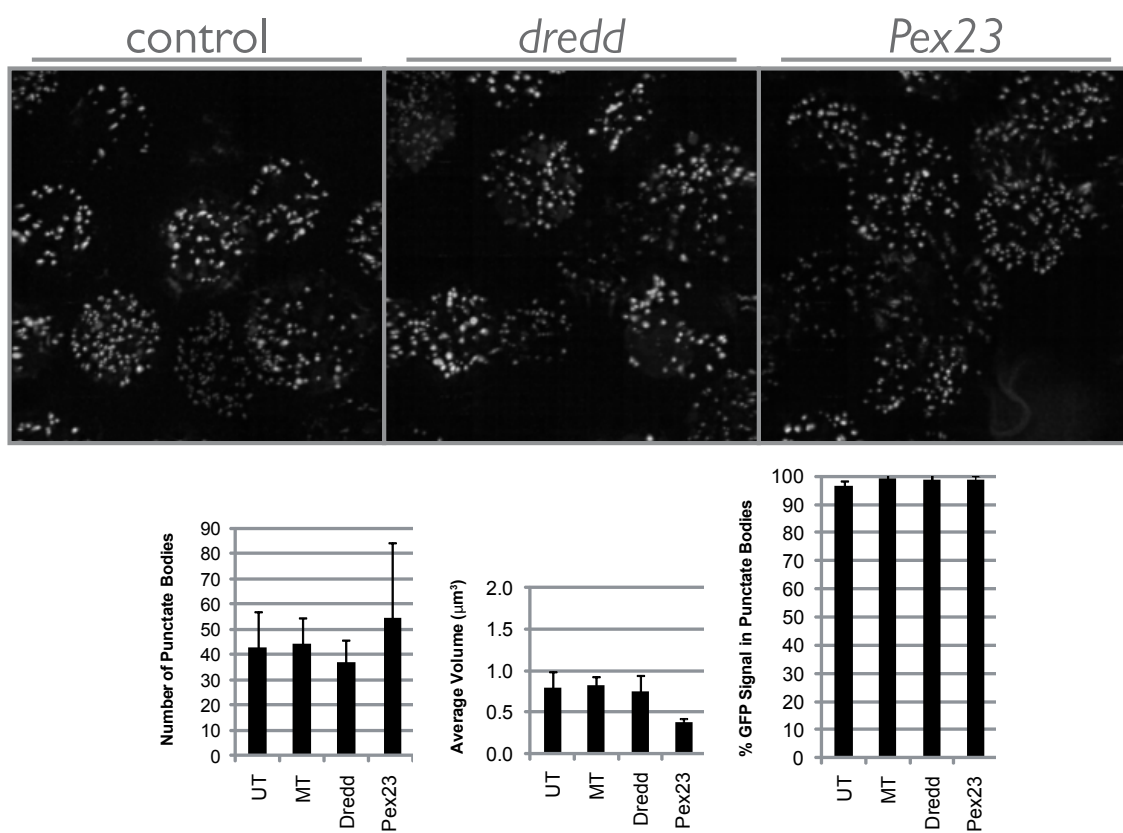 control
dredd
Pex23
Number of Punctate Bodies
90
80
70
60
50
40
30
20
10
0
UT
MT
Dredd
Pex23
Average Volume (μm³)
2.0
1.5
1.0
0.5
0.0
UT
MT
Dredd
Pex23
% GFP Signal in Punctate Bodies
100
90
80
70
60
50
40
30
20
10
0
UT
MT
Dredd
Pex23